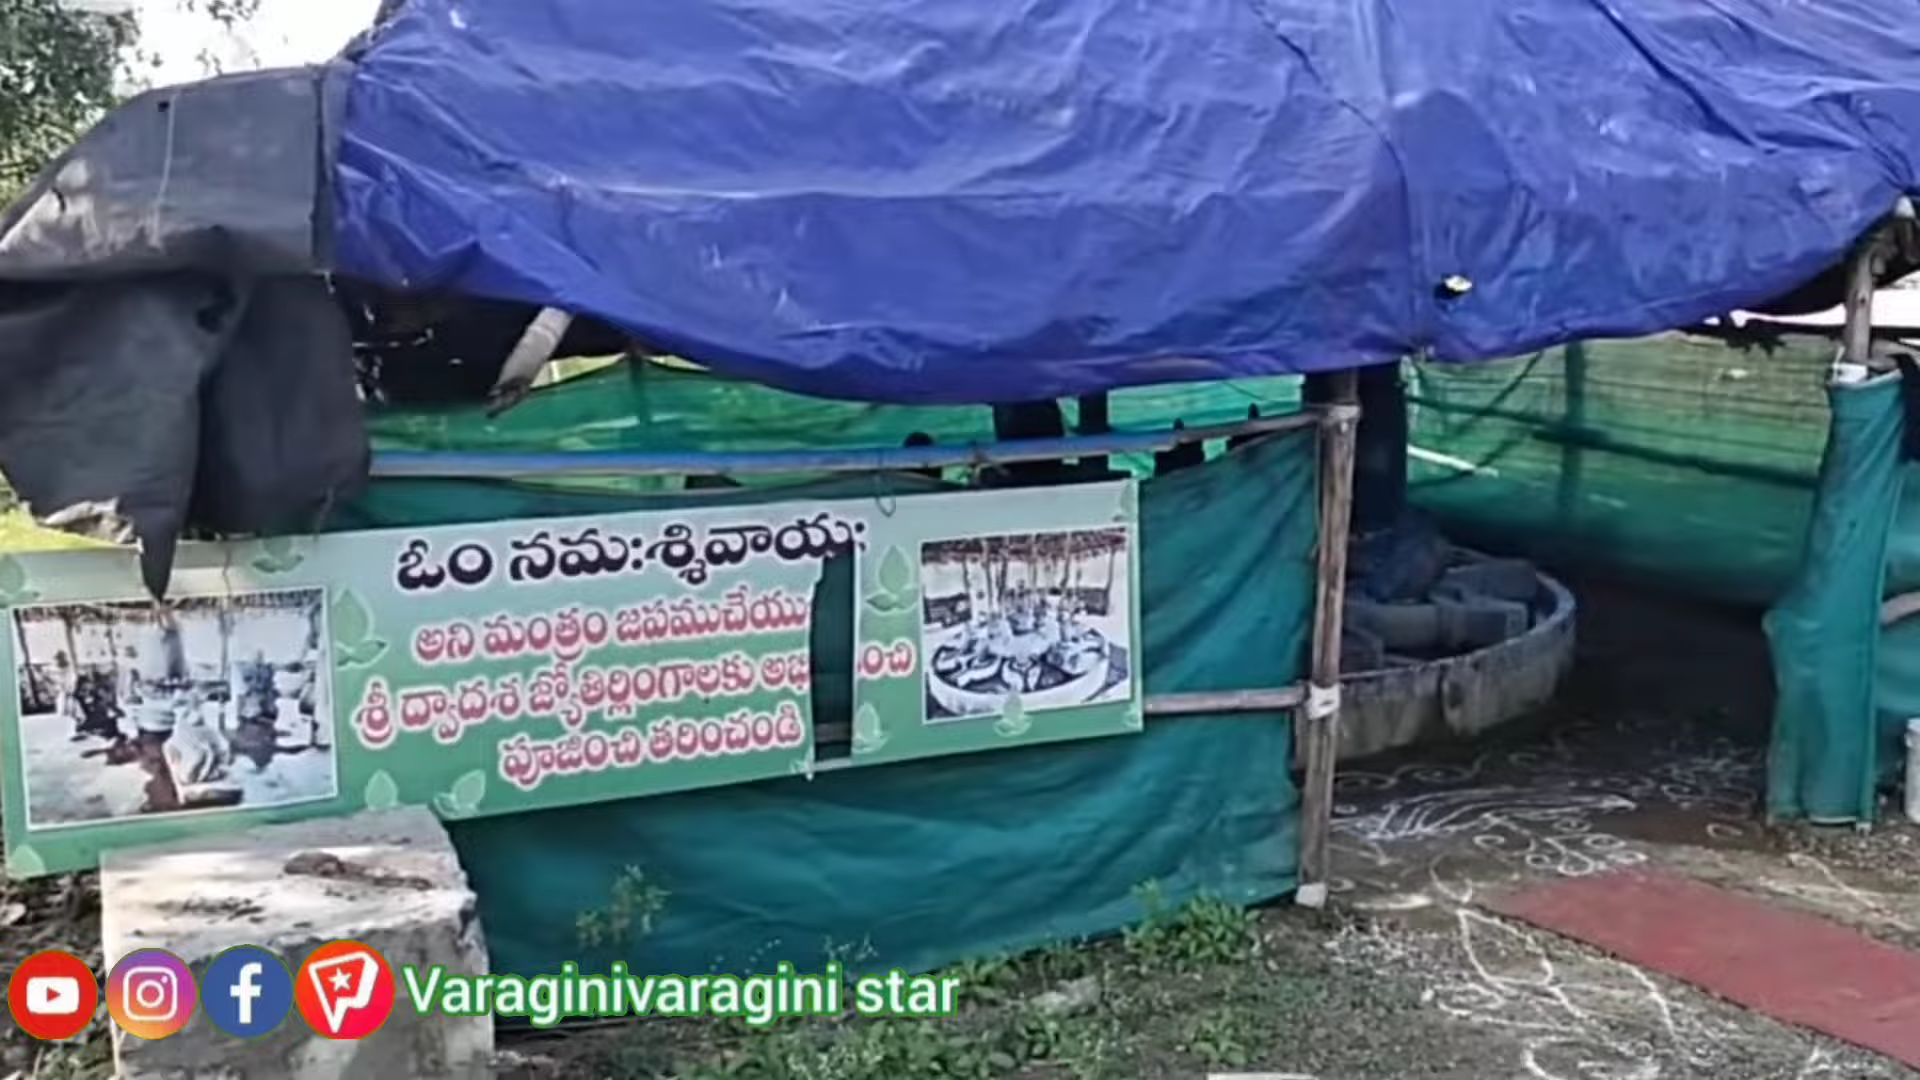 ఓం నమ:శ్శివాయ:
అని మంత్రం జపముచేయు
శ్రీ ద్వాదశ జ్యోతిర్లింగాలకు
పూజించి తరించండి
Varaginivaragini star